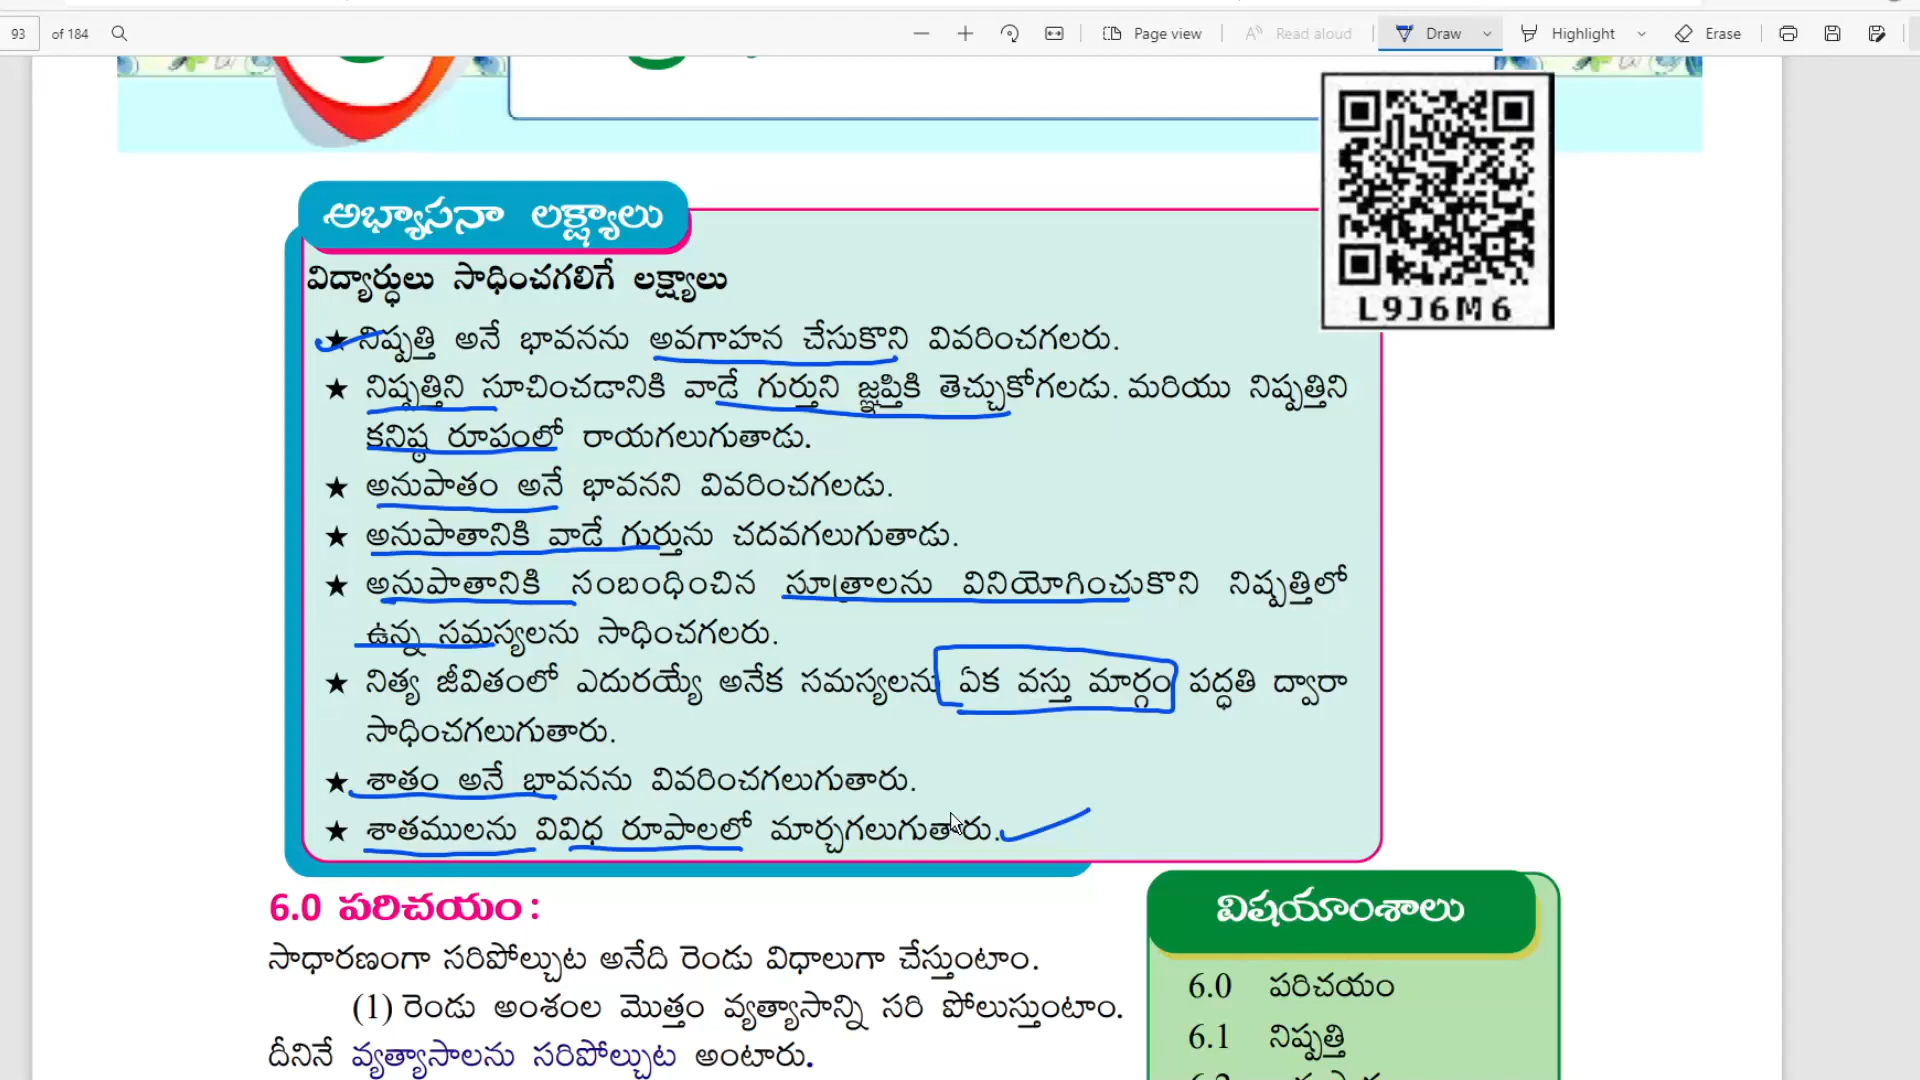 93 of 184
Page view
Read aloud
Draw
Highlight
Erase
L9J6M6
అభ్యాసనా లక్ష్యాలు
విద్యార్ధులు సాధించగలిగే లక్ష్యాలు
★ నిష్పత్తి అనే భావనను అవగాహన చేసుకొని వివరించగలరు.
★ నిష్పత్తిని సూచించడానికి వాడే గుర్తుని జ్ఞప్తికి తెచ్చుకోగలడు. మరియు నిష్పత్తిని
కనిష్ఠ రూపంలో రాయగలుగుతాడు.
★ అనుపాతం అనే భావనని వివరించగలడు.
★ అనుపాతానికి వాడే గుర్తును చదవగలుగుతాడు.
★ అనుపాతానికి సంబంధించిన సూత్రాలను వినియోగించుకొని నిష్పత్తిలో
ఉన్న సమస్యలను సాధించగలరు.
★ నిత్య జీవితంలో ఎదురయ్యే అనేక సమస్యలను ఏక వస్తు మార్గం పద్ధతి ద్వారా
సాధించగలుగుతారు.
★ శాతం అనే భావనను వివరించగలుగుతారు.
★ శాతములను వివిధ రూపాలలో మార్చగలుగుతారు.
6.0 పరిచయం :
సాధారణంగా సరిపోల్చుట అనేది రెండు విధాలుగా చేస్తుంటాం.
(1) రెండు అంశంల మొత్తం వ్యత్యాసాన్ని సరి పోలుస్తుంటాం.
దీనినే వ్యత్యాసాలను సరిపోల్చుట అంటారు.
విషయాంశాలు
6.0 పరిచయం
6.1 నిష్పత్తి